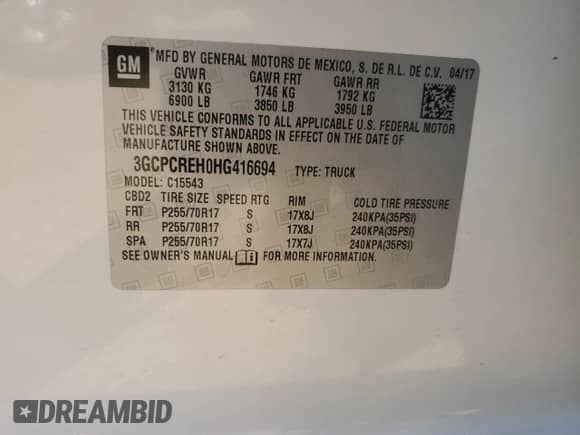 GM ®MFD BY GENERAL MOTORS DE MEXICO, S. DE R.L. DE C.V. 04/17
GVWR GAWR FRT GAWR RR
3130 KG 1746 KG 1792 KG
6900 LB 3850 LB 3950 LB
THIS VEHICLE CONFORMS TO ALL APPLICABLE U.S. FEDERAL MOTOR
VEHICLE SAFETY STANDARDS IN EFFECT ON THE DATE OF
MANUFACTURE SHOWN ABOVE.
3GCPCREH0HG416694 TYPE: TRUCK
MODEL: C15543
CBD2 TIRE SIZE SPEED RTG RIM COLD TIRE PRESSURE
FRT P255/70R17 S 17X8J 240KPA(35PSI)
RR P255/70R17 S 17X8J 240KPA(35PSI)
SPA P255/70R17 S 17X7J 240KPA(35PSI)
SEE OWNER'S MANUAL FOR MORE INFORMATION.
DREAMBID